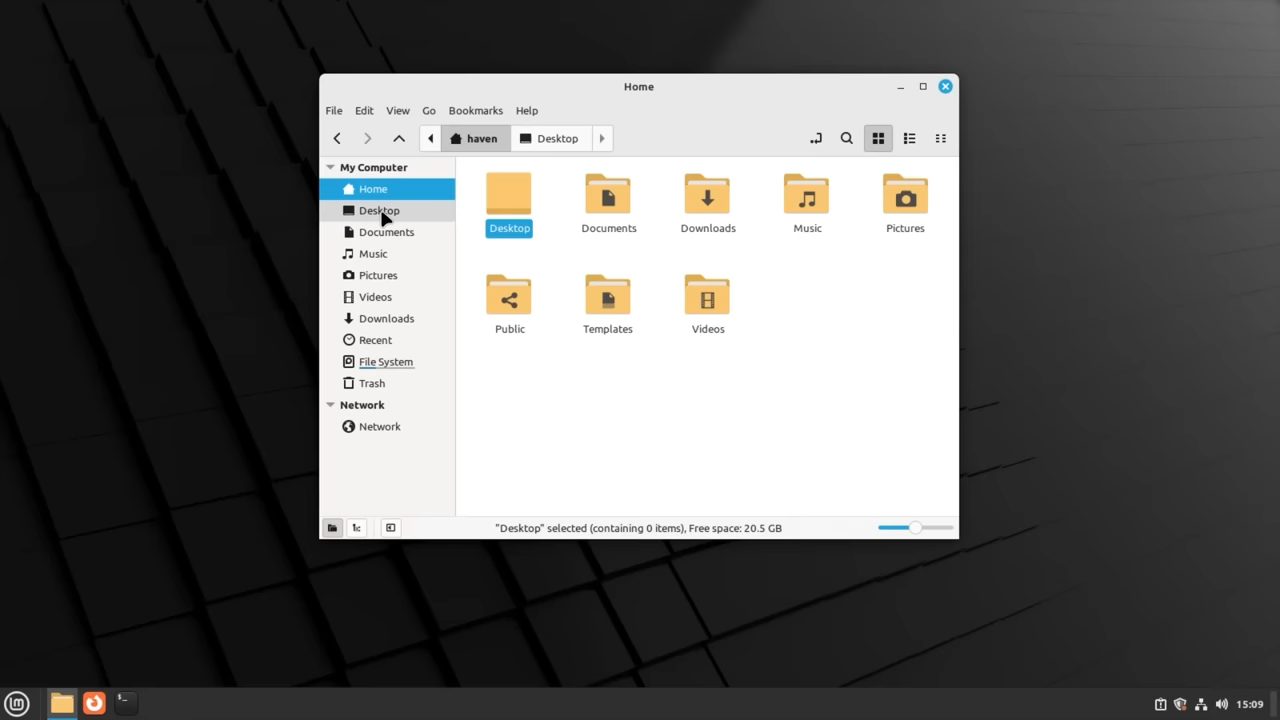 Home
File Edit View Go Bookmarks Help
haven Desktop
My Computer
Home
Desktop
Documents
Music
Pictures
Videos
Downloads
Recent
File System
Trash
Network
Network
Desktop Documents Downloads Music Pictures
Public Templates Videos
"Desktop" selected (containing 0 items), Free space: 20.5 GB
15:09